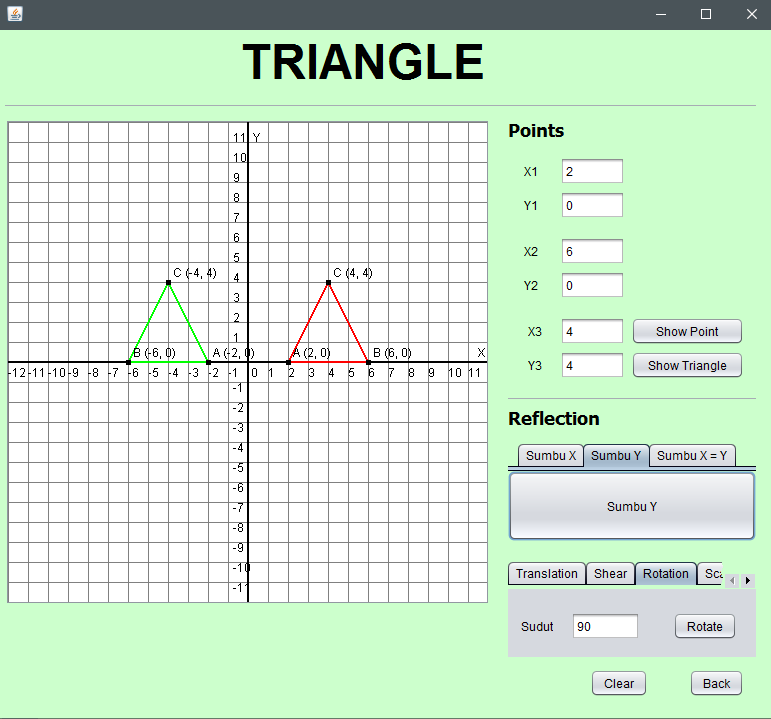 TRIANGLE
11 Y
10
9
8
7
6
5
C (-4, 4) 4 C (4, 4)
3
2
1
B (-6, 0) A (-2, 0) A (2, 0) B (6, 0) X
-12 -11 -10 -9 -8 -7 -6 -5 -4 -3 -2 -1 0 1 2 3 4 5 6 7 8 9 10 11
-1
-2
-3
-4
-5
-6
-7
-8
-9
-10
-11
Points
X1 2
Y1 0
X2 6
Y2 0
X3 4 Show Point
Y3 4 Show Triangle
Reflection
Sumbu X Sumbu Y Sumbu X = Y
Sumbu Y
Translation Shear Rotation Sca
Sudut 90 Rotate
Clear Back